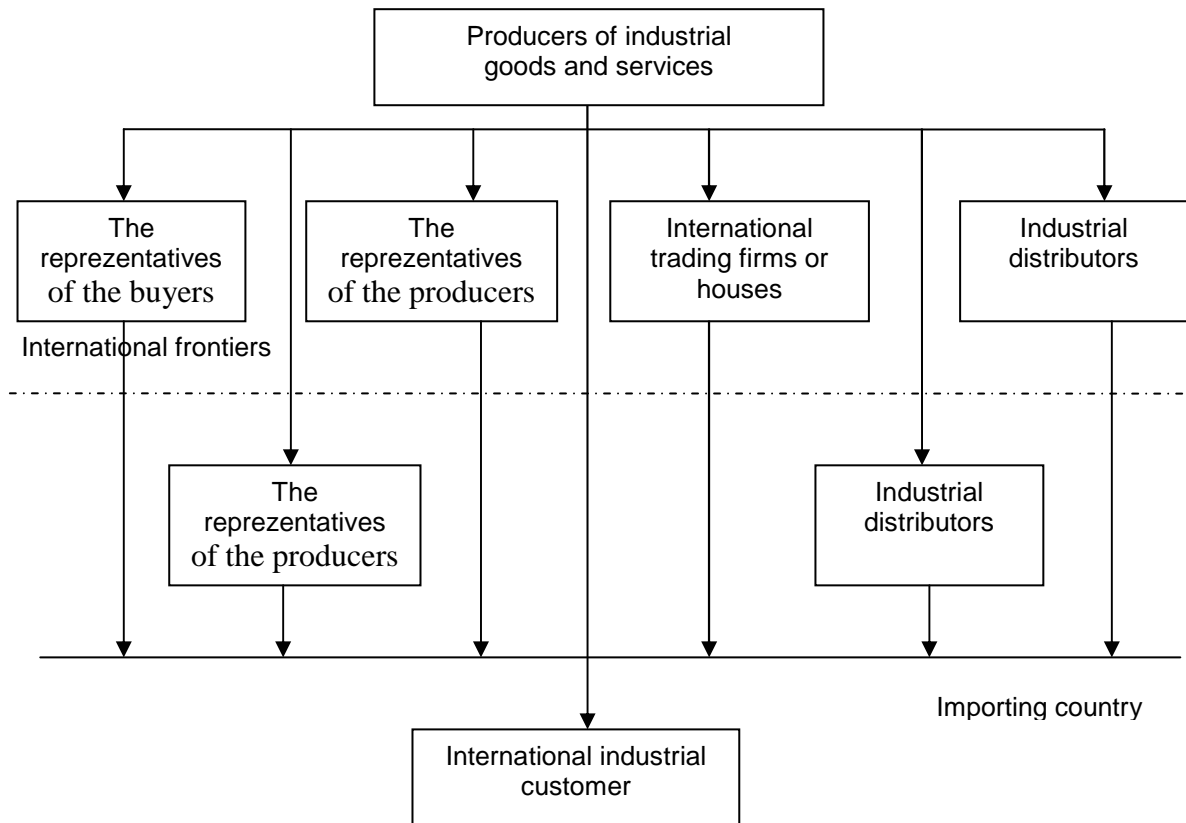 Producers of industrial
goods and services
The
reprezentatives
of the buyers
The
reprezentatives
of the producers
International
trading firms or
houses
Industrial
distributors
International frontiers
The
reprezentatives
of the producers
Industrial
distributors
Importing country
International industrial
customer